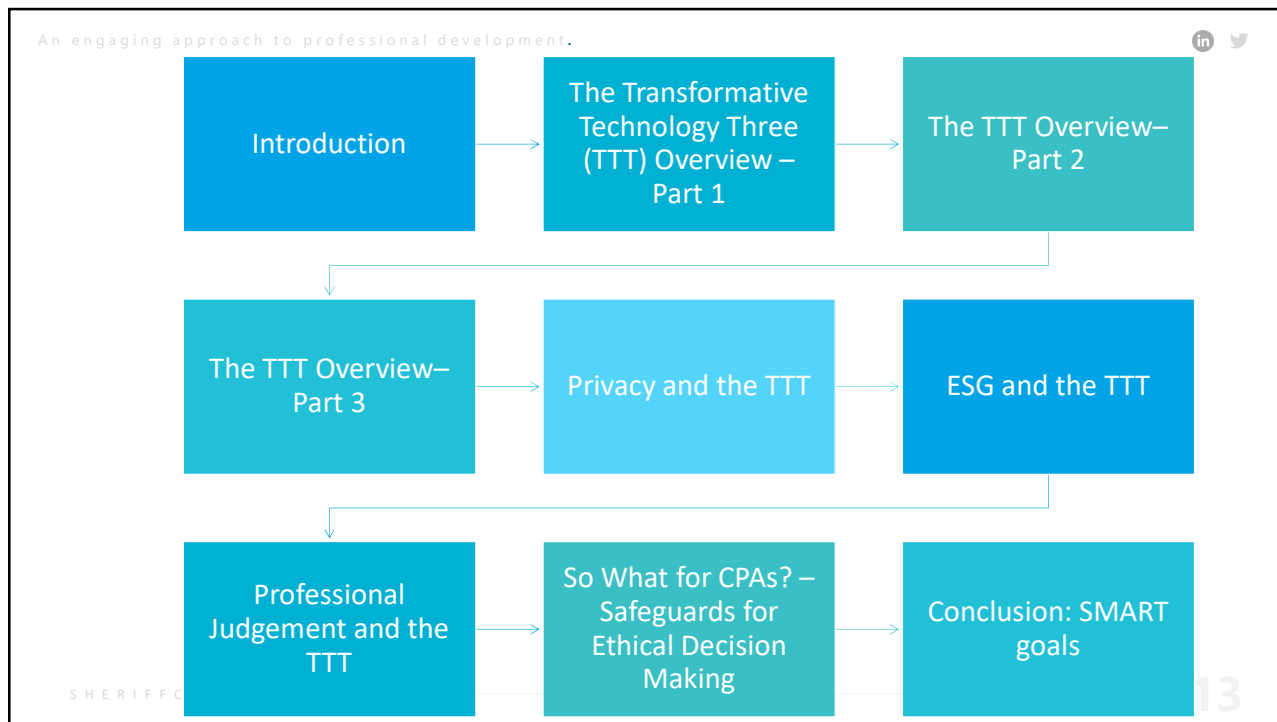 An engaging approach to professional development.
in
Introduction
The Transformative
Technology Three
(TTT) Overview –
Part 1
The TTT Overview–
Part 2
The TTT Overview–
Part 3
Privacy and the TTT
ESG and the TTT
Professional
Judgement and the
TTT
So What for CPAs? –
Safeguards for
Ethical Decision
Making
Conclusion: SMART
goals
13